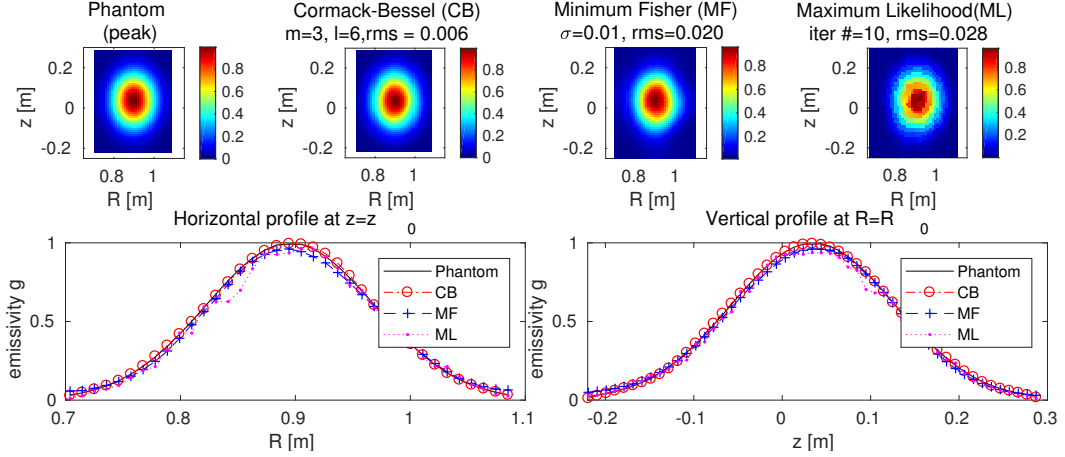 Phantom
(peak)
0.2
0
-0.2
z [m]
0.8 1
R [m]
0.8
0.6
0.4
0.2
0
Cormack-Bessel (CB)
m=3, l=6,rms = 0.006
0.2
0
-0.2
z [m]
0.8 1
R [m]
0.8
0.6
0.4
0.2
0
Minimum Fisher (MF)
σ=0.01, rms=0.020
0.2
0
-0.2
z [m]
0.8 1
R [m]
0.8
0.6
0.4
0.2
Maximum Likelihood(ML)
iter #=10, rms=0.028
0.2
0
-0.2
z [m]
0.8 1
R [m]
0.8
0.6
0.4
0.2
Horizontal profile at z=z0
1
0.5
0
emissivity g
Phantom
CB
MF
ML
0.7 0.8 0.9 1 1.1
R [m]
Vertical profile at R=R0
1
0.5
0
emissivity g
Phantom
CB
MF
ML
-0.2 -0.1 0 0.1 0.2 0.3
z [m]